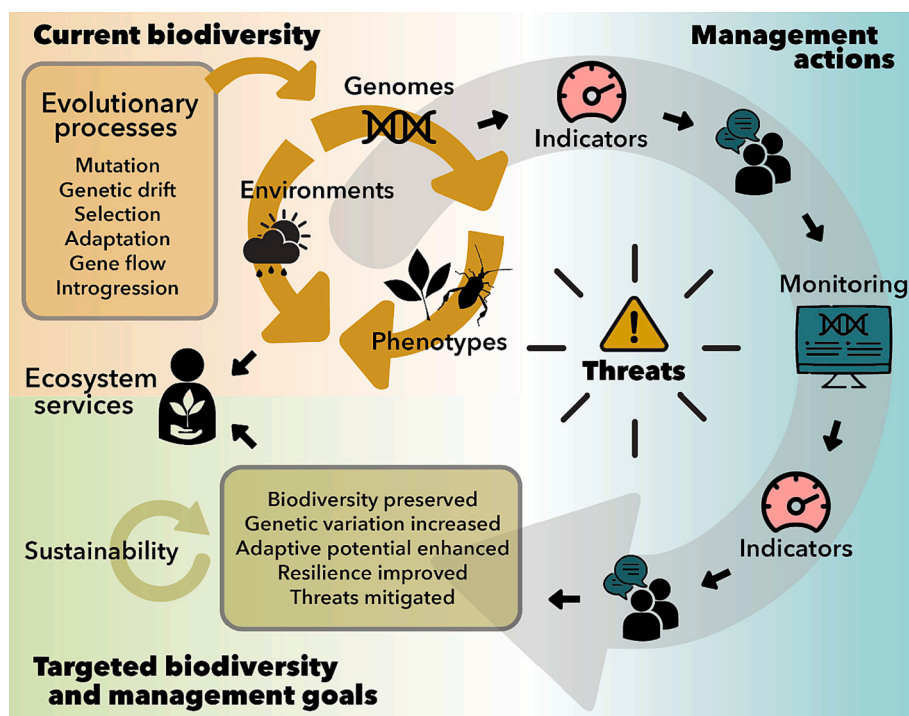 Current biodiversity
Management
actions
Evolutionary
processes
Mutation
Genetic drift
Selection
Adaptation
Gene flow
Introgression
Genomes
Environments
Phenotypes
Indicators
Monitoring
Threats
Indicators
Ecosystem
services
Biodiversity preserved
Genetic variation increased
Adaptive potential enhanced
Resilience improved
Threats mitigated
Sustainability
Targeted biodiversity
and management goals